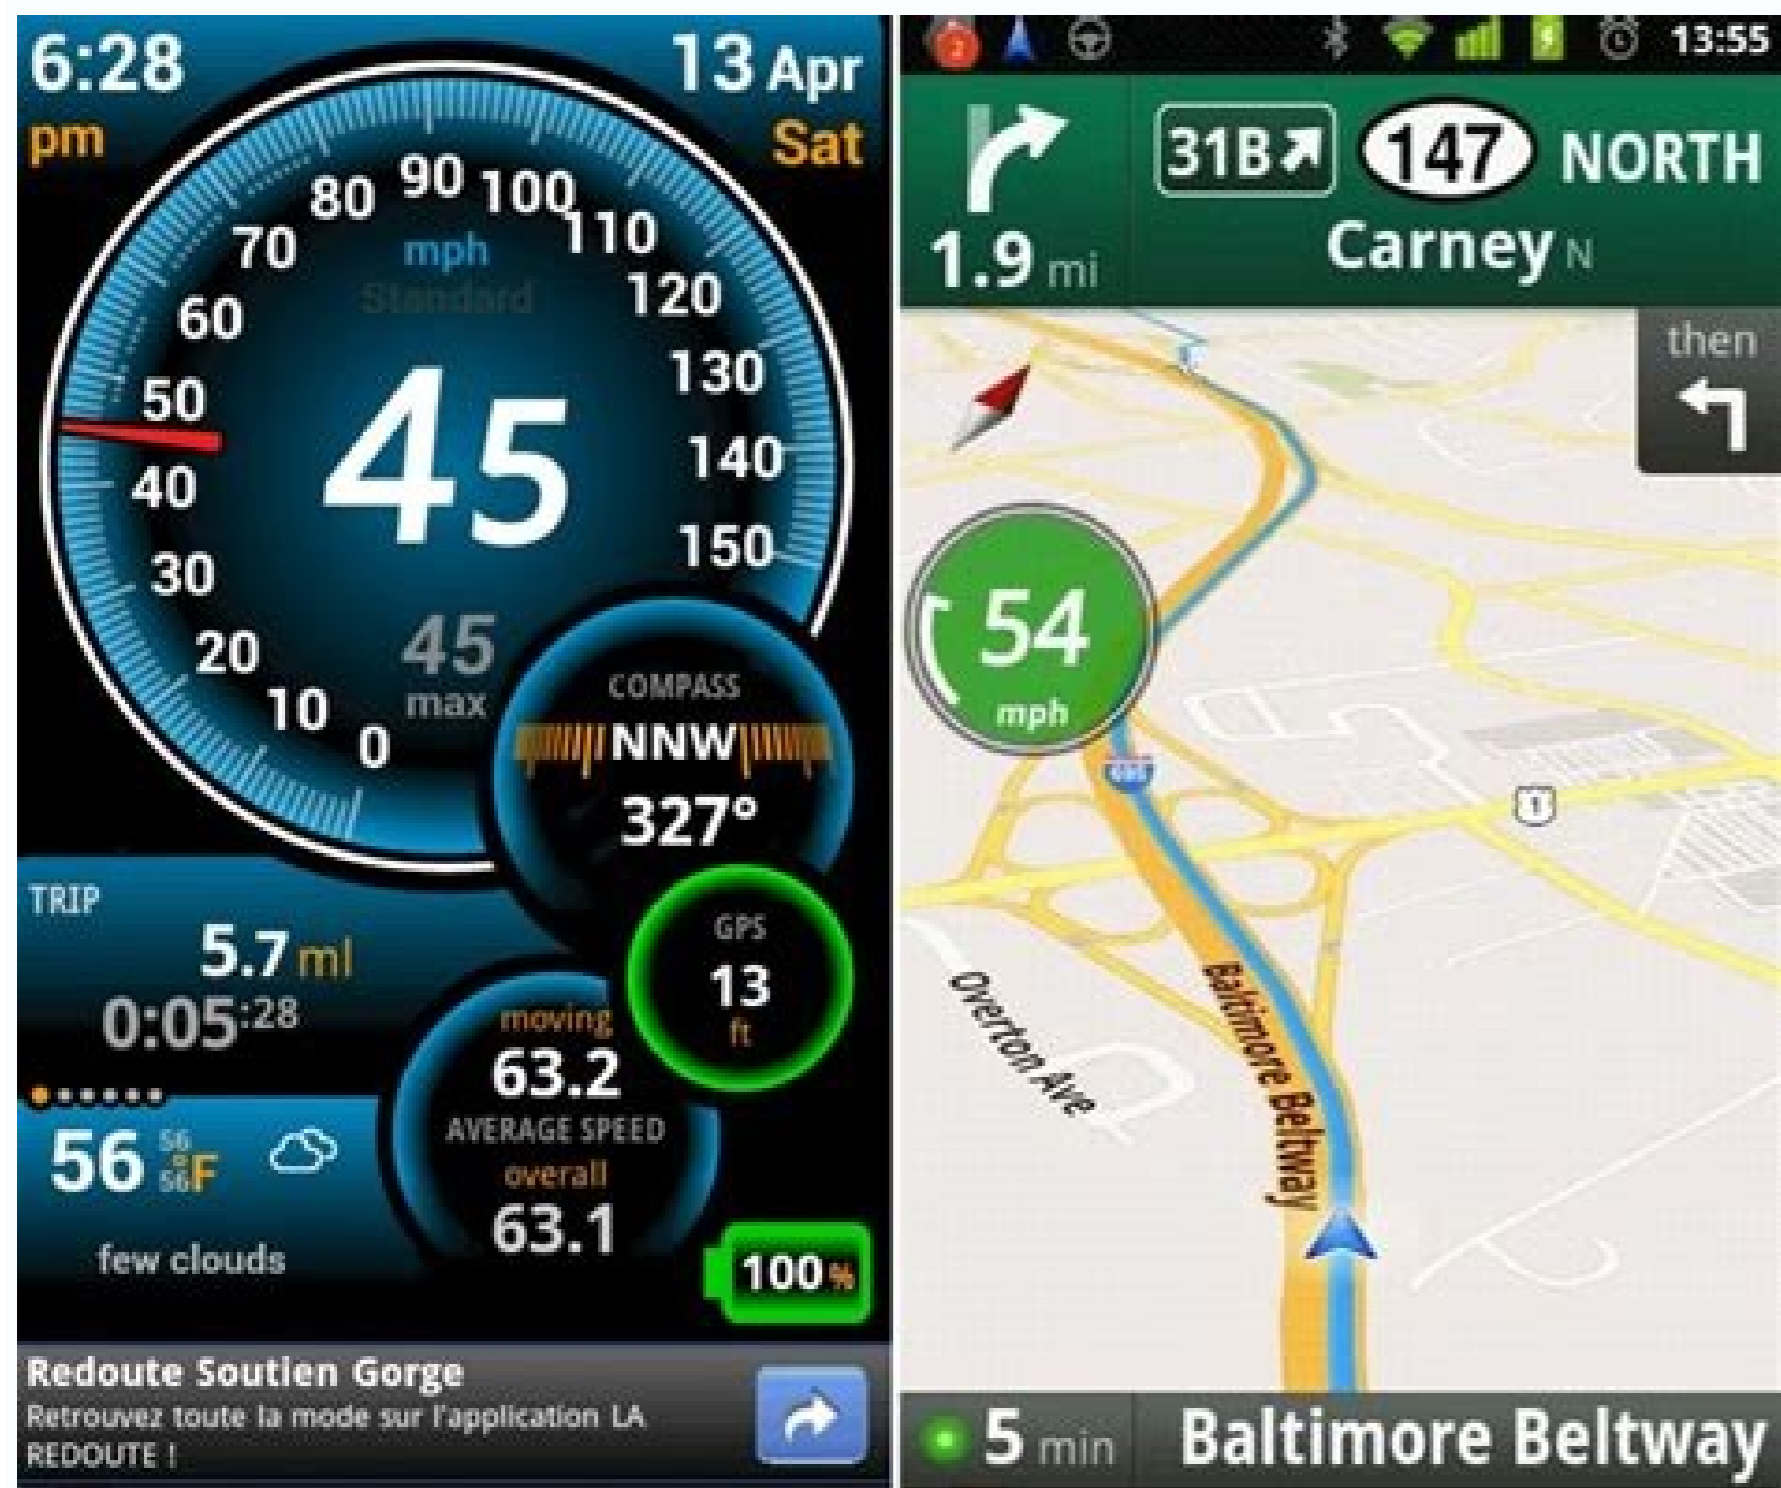 6:28
pm
13 Apr
Sat
0
10
20
30
40
50
60
70
80
90
100
110
120
130
140
150
mph
Standard
45
45
max
COMPASS
NNW
327°
GPS
13
ft
TRIP
5.7 ml
0:05:28
moving
63.2
AVERAGE SPEED
overall
63.1
56 °F
56
56
few clouds
100%
Redoute Soutien Gorge
Retrouvez toute la mode sur l'application LA
REDOUTE !
2
13:55
1.9 mi
31B 147 NORTH
Carney N
then
54
mph
1
Overton Ave
Baltimore Beltway
5 min
Baltimore Beltway